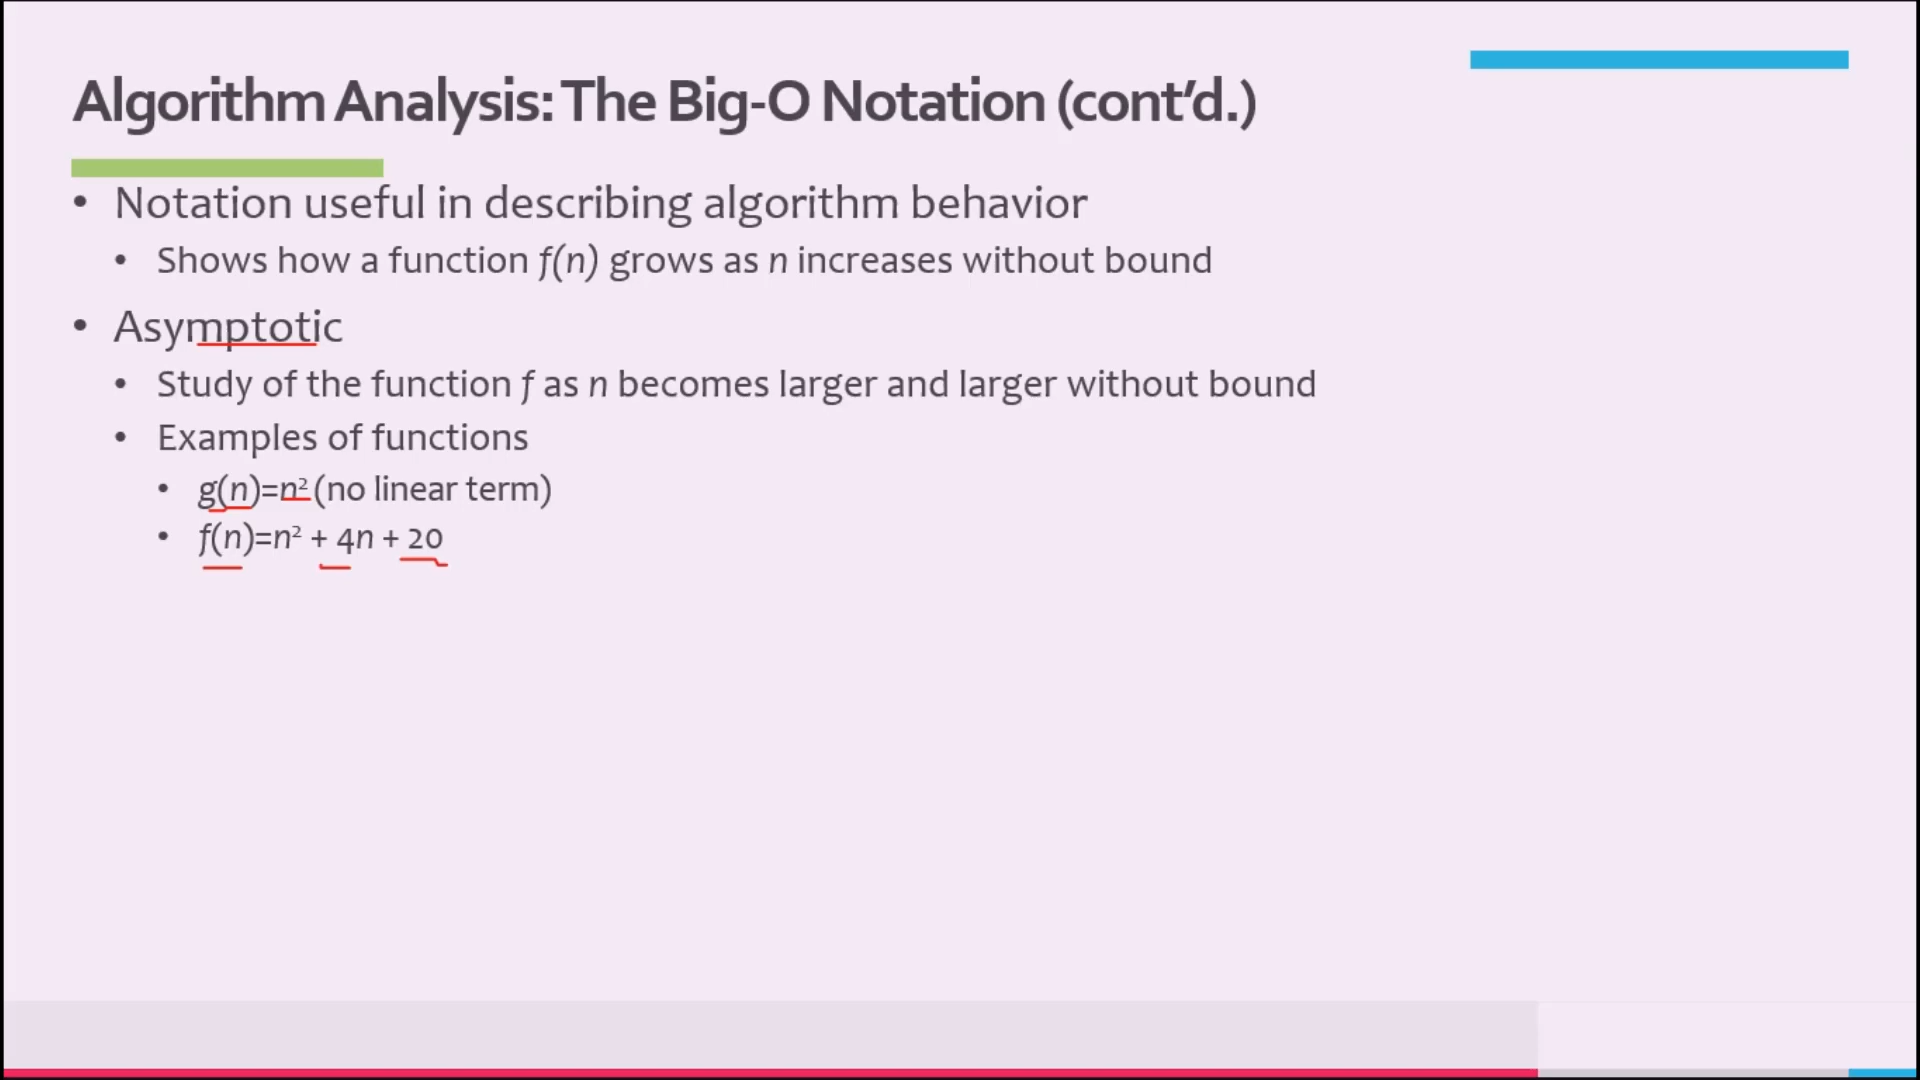 Algorithm Analysis: The Big-O Notation (cont'd.)
• Notation useful in describing algorithm behavior
• Shows how a function f(n) grows as n increases without bound
• Asymptotic
• Study of the function f as n becomes larger and larger without bound
• Examples of functions
• g(n)=n² (no linear term)
• f(n)=n² + 4n + 20